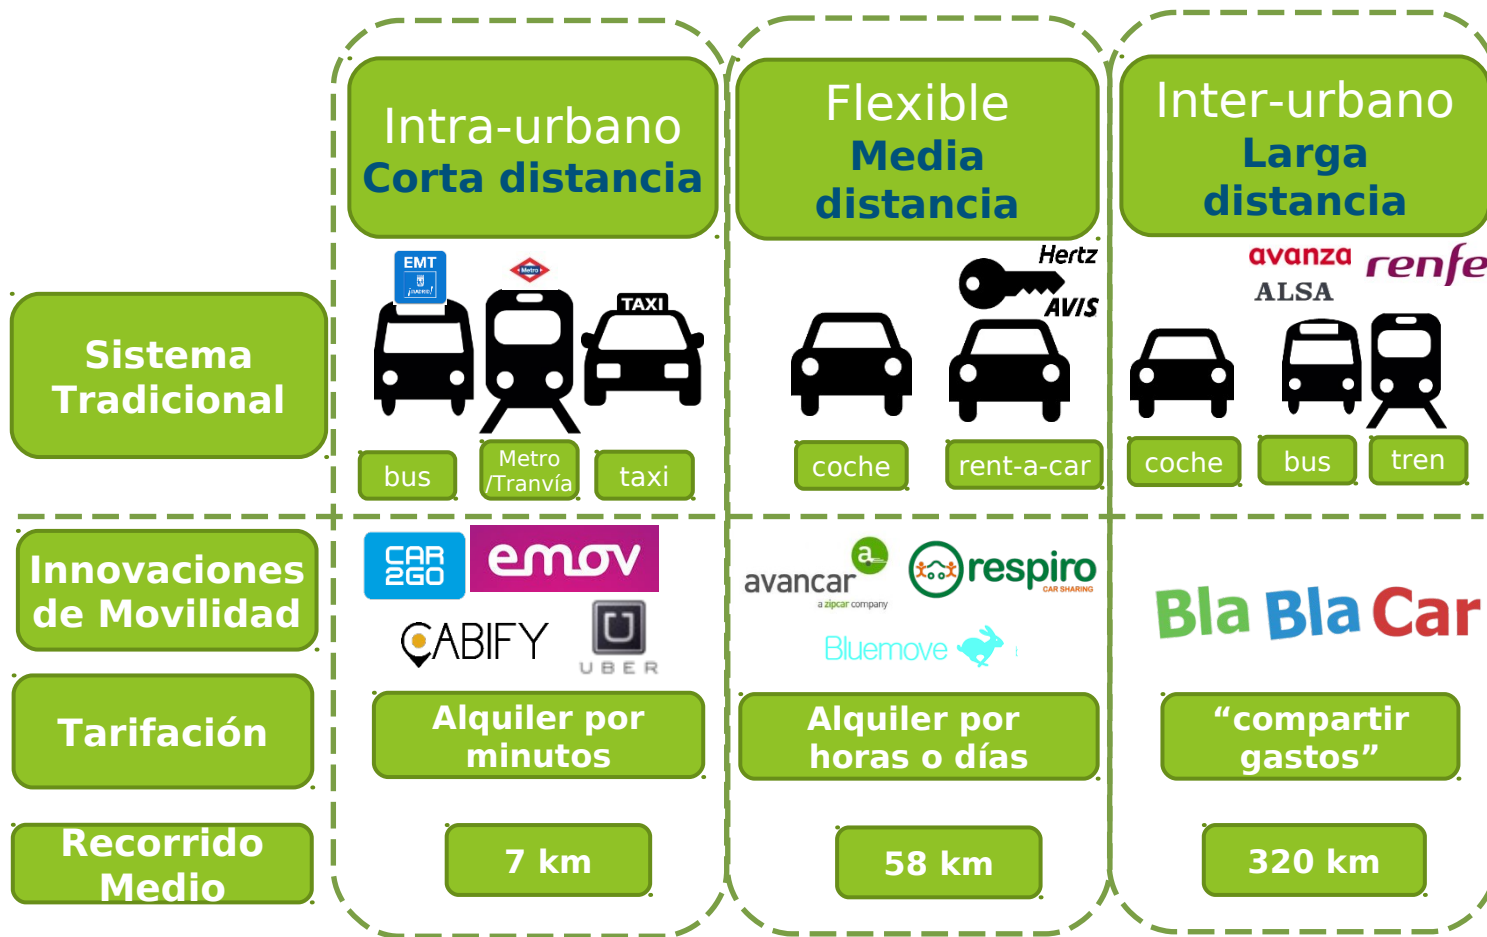 Intra-urbano
Corta distancia
Flexible
Media
distancia
Inter-urbano
Larga
distancia
Sistema
Tradicional
EMT
¡MADRID!
Metro
TAXI
Hertz
AVIS
avanza
renfe
ALSA
bus
Metro
/Tranvía
taxi
coche
rent-a-car
coche
bus
tren
Innovaciones
de Movilidad
CAR
2GO
emov
CABIFY
U
UBER
a
avancar
a zipcar company
respiro
CAR SHARING
Bluemove
Bla Bla Car
Tarifación
Alquiler por
minutos
Alquiler por
horas o días
“compartir
gastos”
Recorrido
Medio
7 km
58 km
320 km